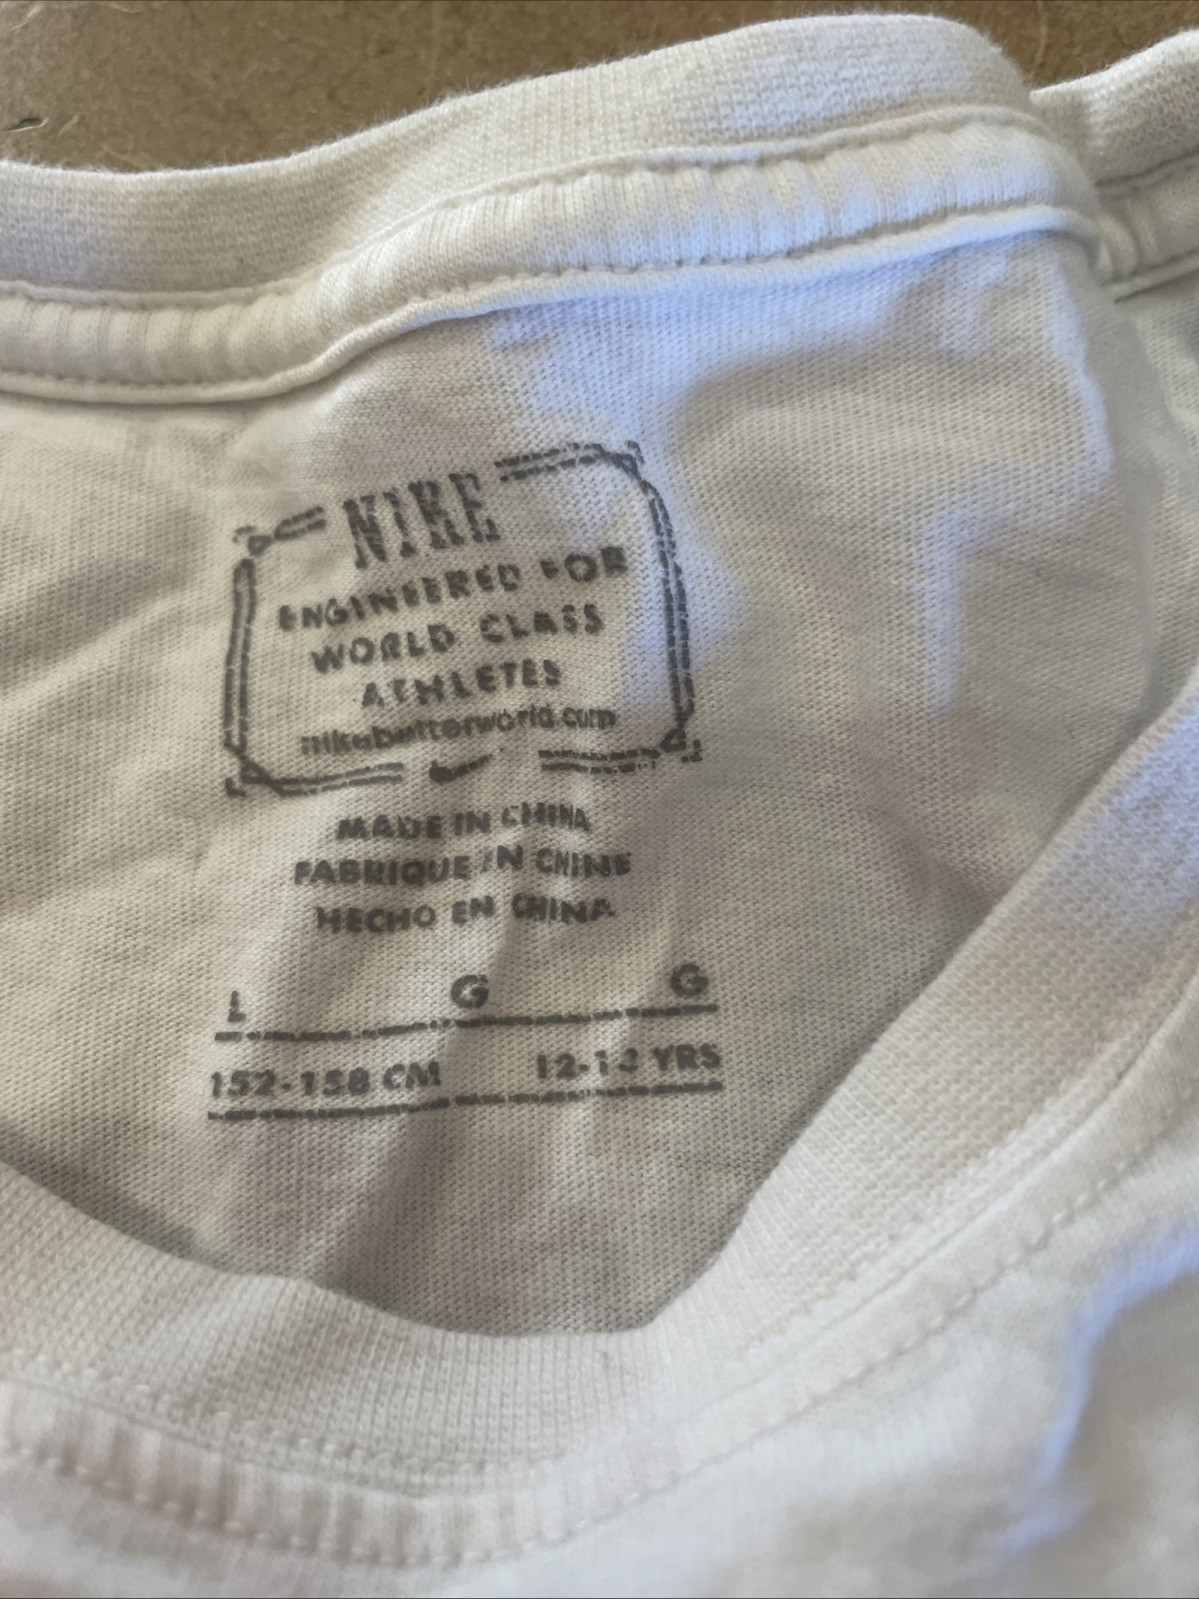 NIKE
ENGINEERED FOR
WORLD CLASS
ATHLETES
nikebetterworld.com
MADE IN CHINA
FABRIQUE EN CHINE
HECHO EN CHINA
L G G
152-158 CM 12-13 YRS